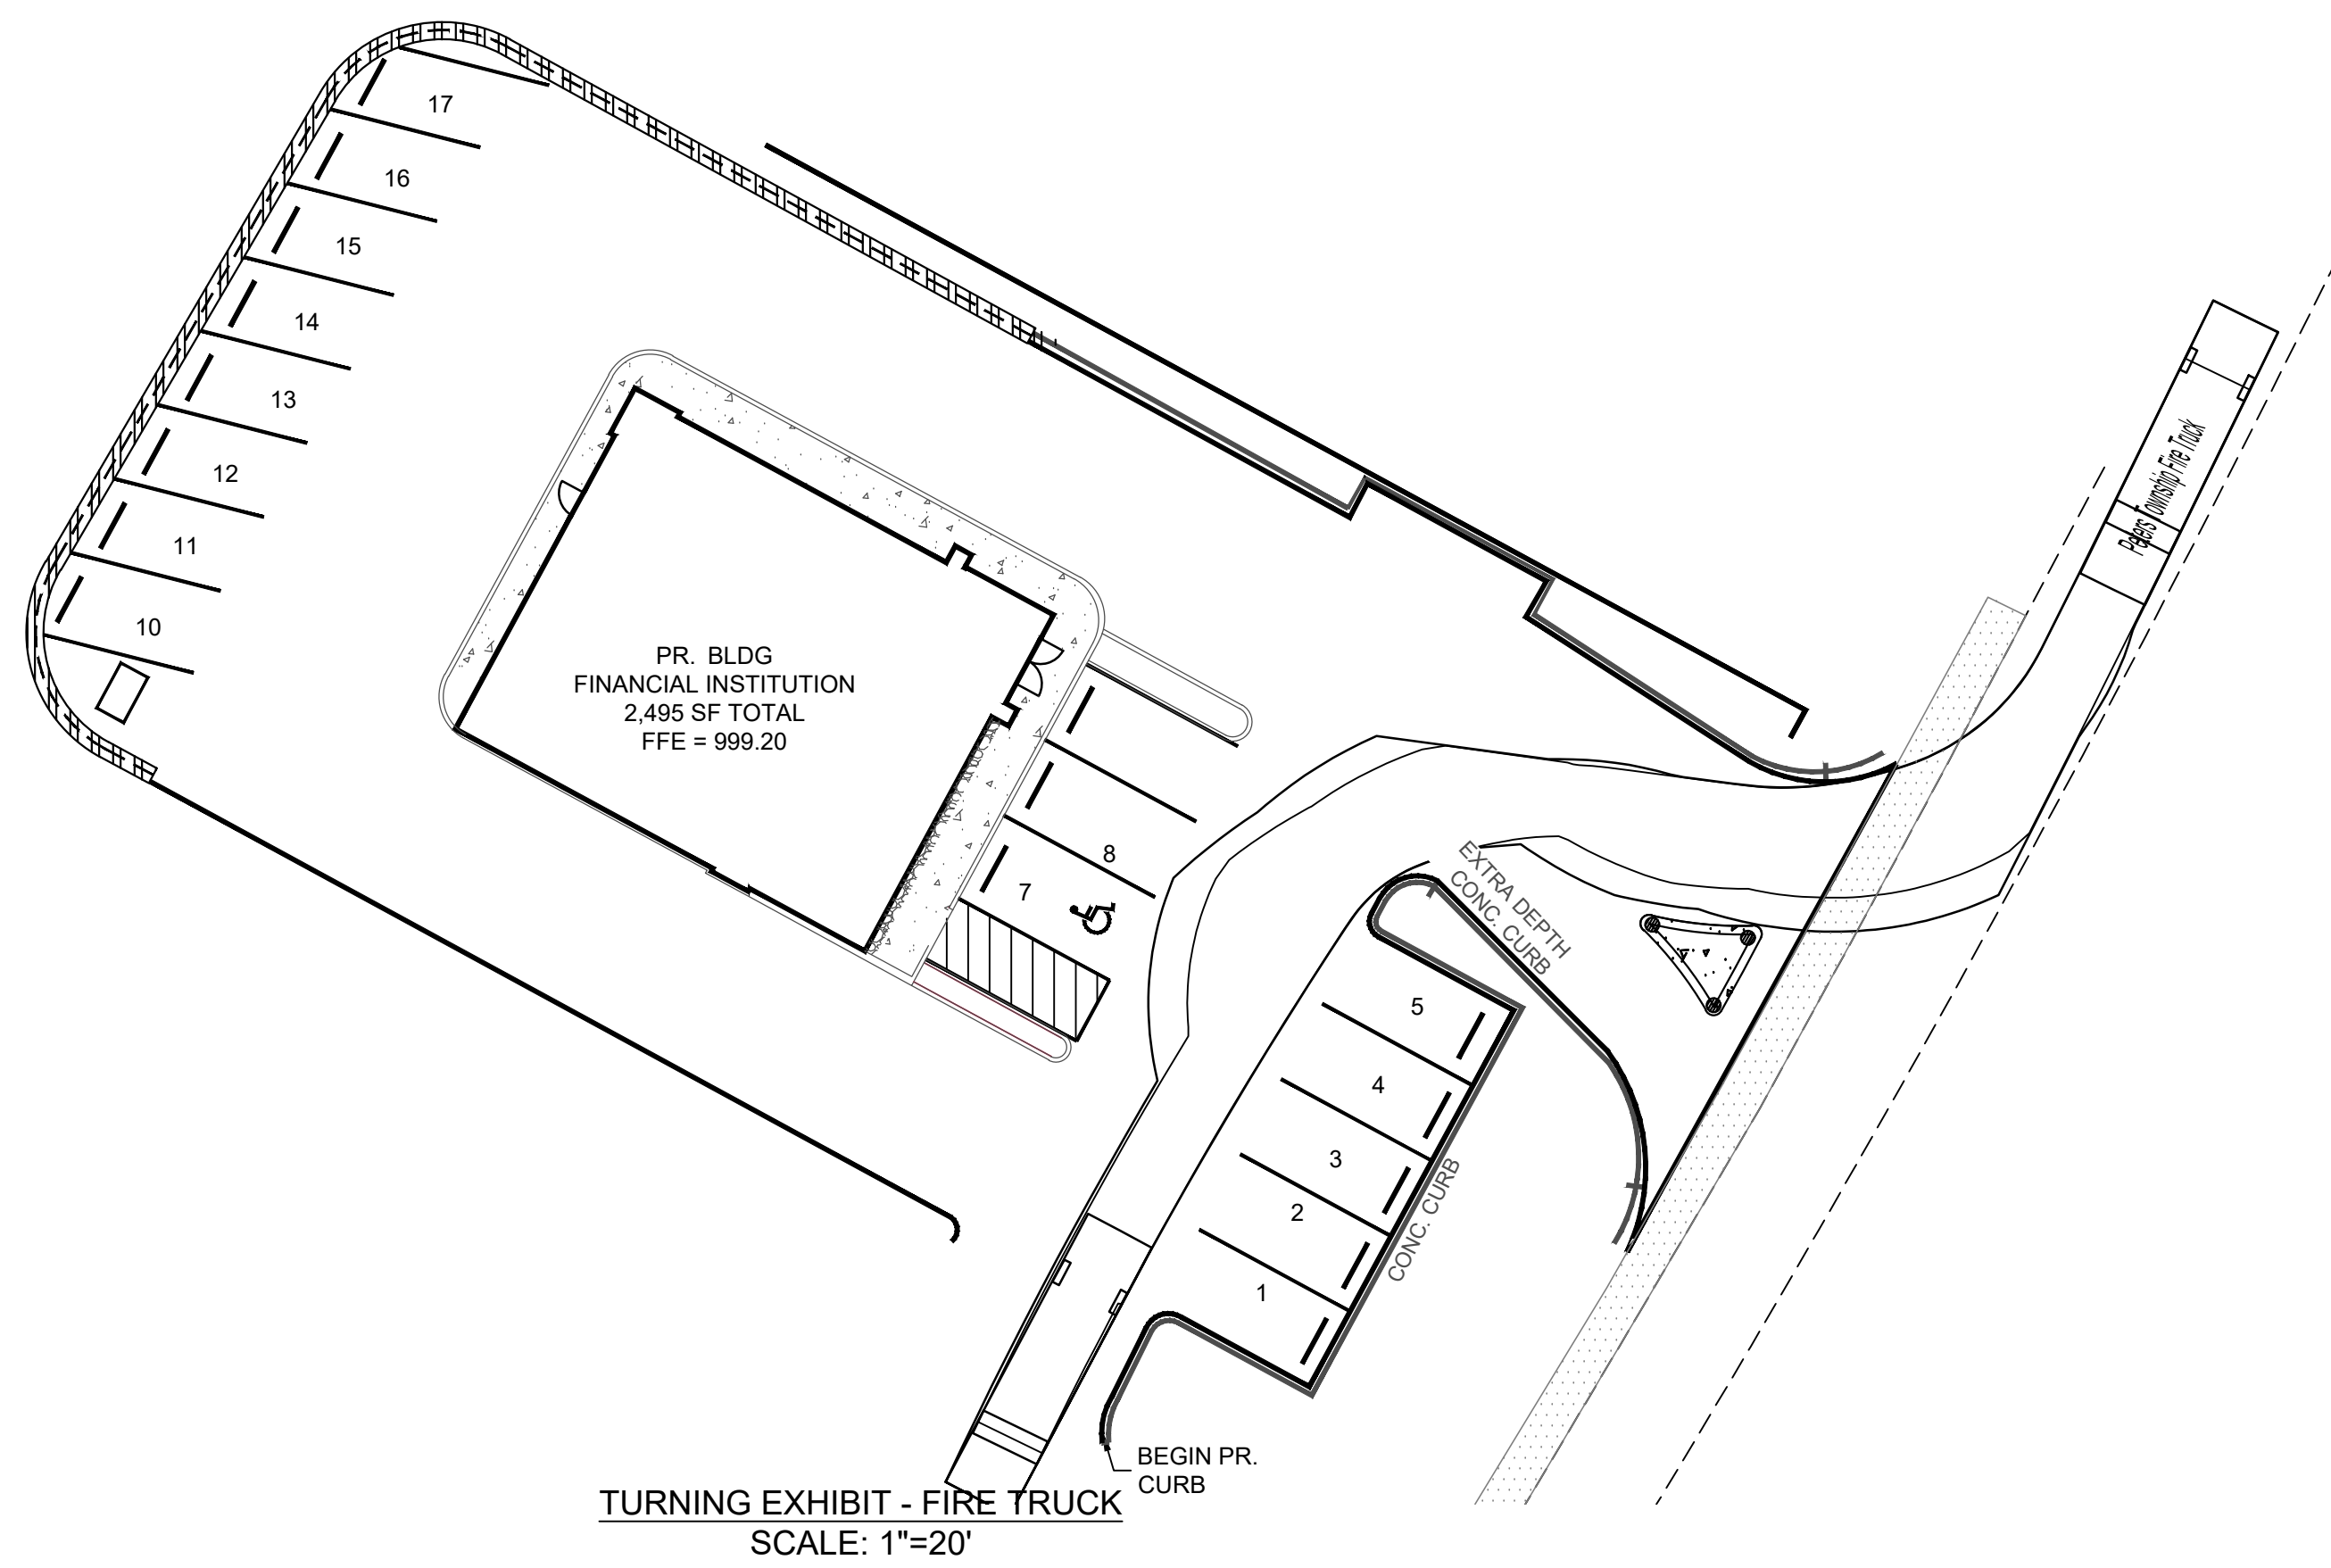 17
16
15
14
13
12
11
10
PR. BLDG
FINANCIAL INSTITUTION
2,495 SF TOTAL
FFE = 999.20
8
7
5
4
3
2
1
EXTRA DEPTH
CONC. CURB
CONC. CURB
Peters Township Fire Truck
BEGIN PR.
CURB
TURNING EXHIBIT - FIRE TRUCK
SCALE: 1"=20'